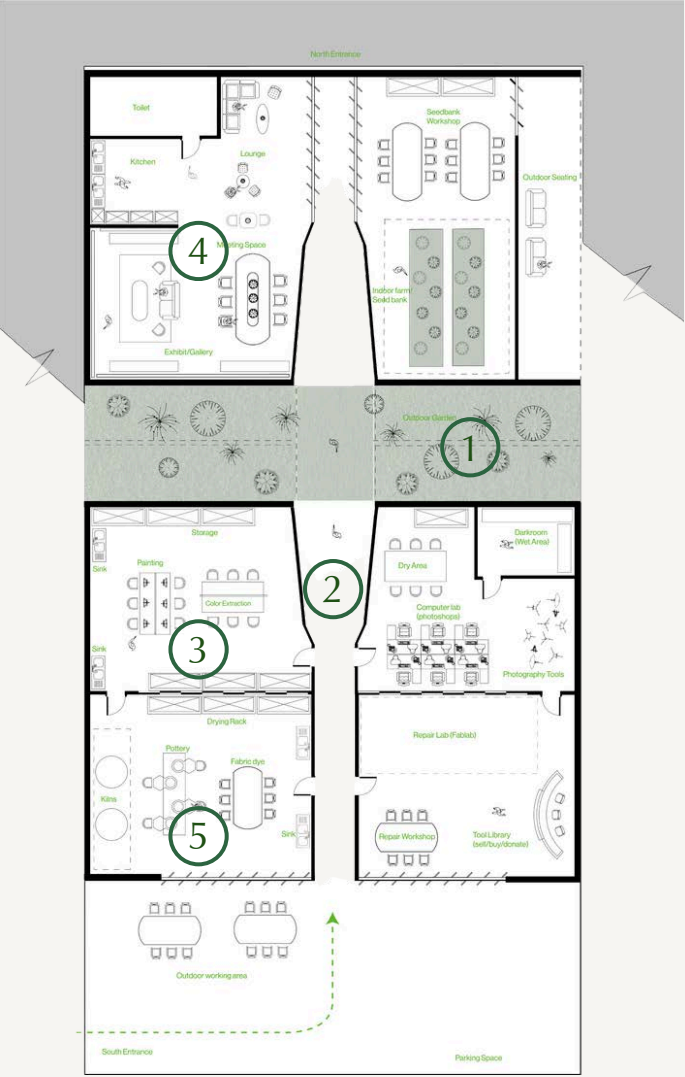 North Entrance
Toilet
Seedbank
Workshop
Lounge
Kitchen
Outdoor Seating
4
Meeting Space
Indoor farm
Seed bank
Exhibit/Gallery
Outdoor Garden
1
Storage
Darkroom
(Wet Area)
Sink
Painting
Dry Area
2
Color Extraction
Computer lab
(photoshops)
3
Sink
Photography Tools
Drying Rack
Repair Lab (Fablab)
Pottery
Fabric dye
Kilns
5
Sink
Repair Workshop
Tool Library
(sell/buy/donate)
Outdoor working area
South Entrance
Parking Space